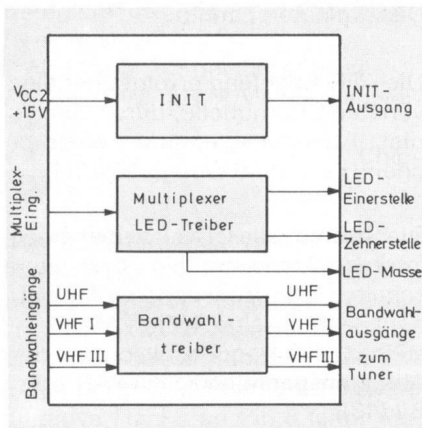 VCC2
+15V
INIT
INIT-
Ausgang
Multiplex-
Eing.
Multiplexer
LED-Treiber
LED-
Einerstelle
LED-
Zehnerstelle
LED-Masse
Bandwahleingänge
UHF
VHF I
VHF III
Bandwahl-
treiber
UHF
VHF I
VHF III
Bandwahl-
ausgänge
zum
Tuner